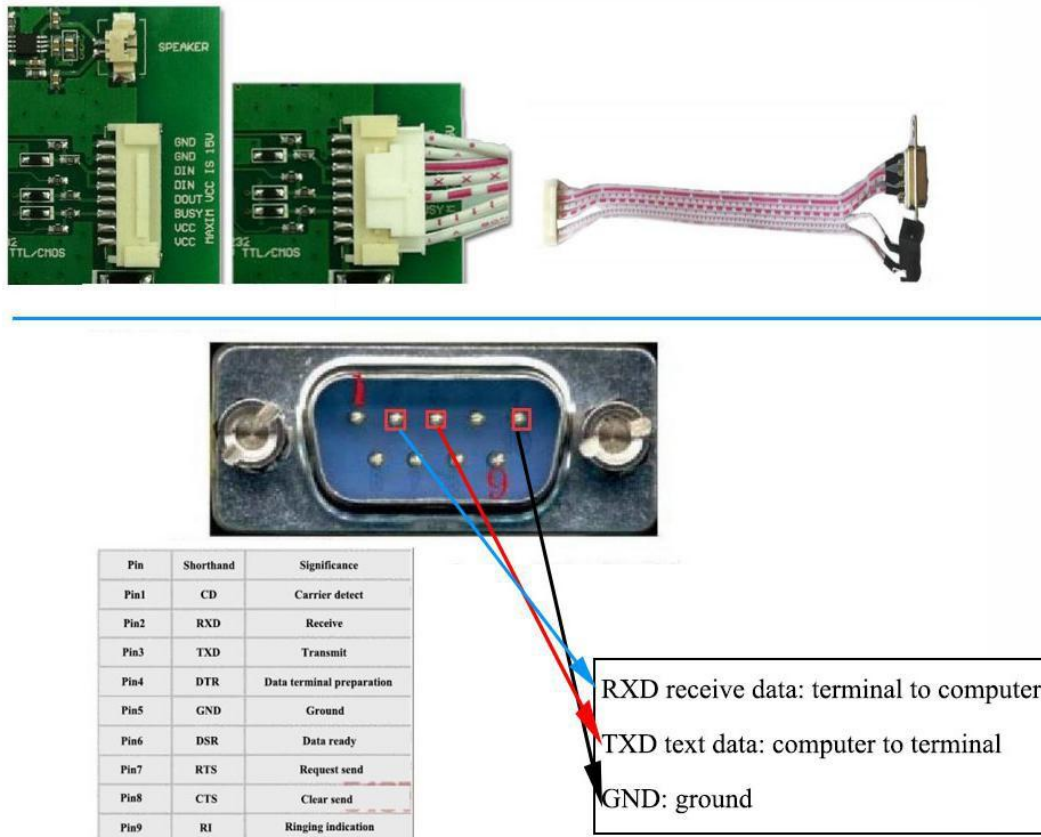 SPEAKER
GND
GND
DIN
DIN
DOUT
BUSY
VCC
VCC
MAXIM VCC IS 15V
232
TTL/CMOS
232
TTL/CMOS
1
9
Pin Shorthand Significance
Pin1 CD Carrier detect
Pin2 RXD Receive
Pin3 TXD Transmit
Pin4 DTR Data terminal preparation
Pin5 GND Ground
Pin6 DSR Data ready
Pin7 RTS Request send
Pin8 CTS Clear send
Pin9 RI Ringing indication
RXD receive data: terminal to computer
TXD text data: computer to terminal
GND: ground